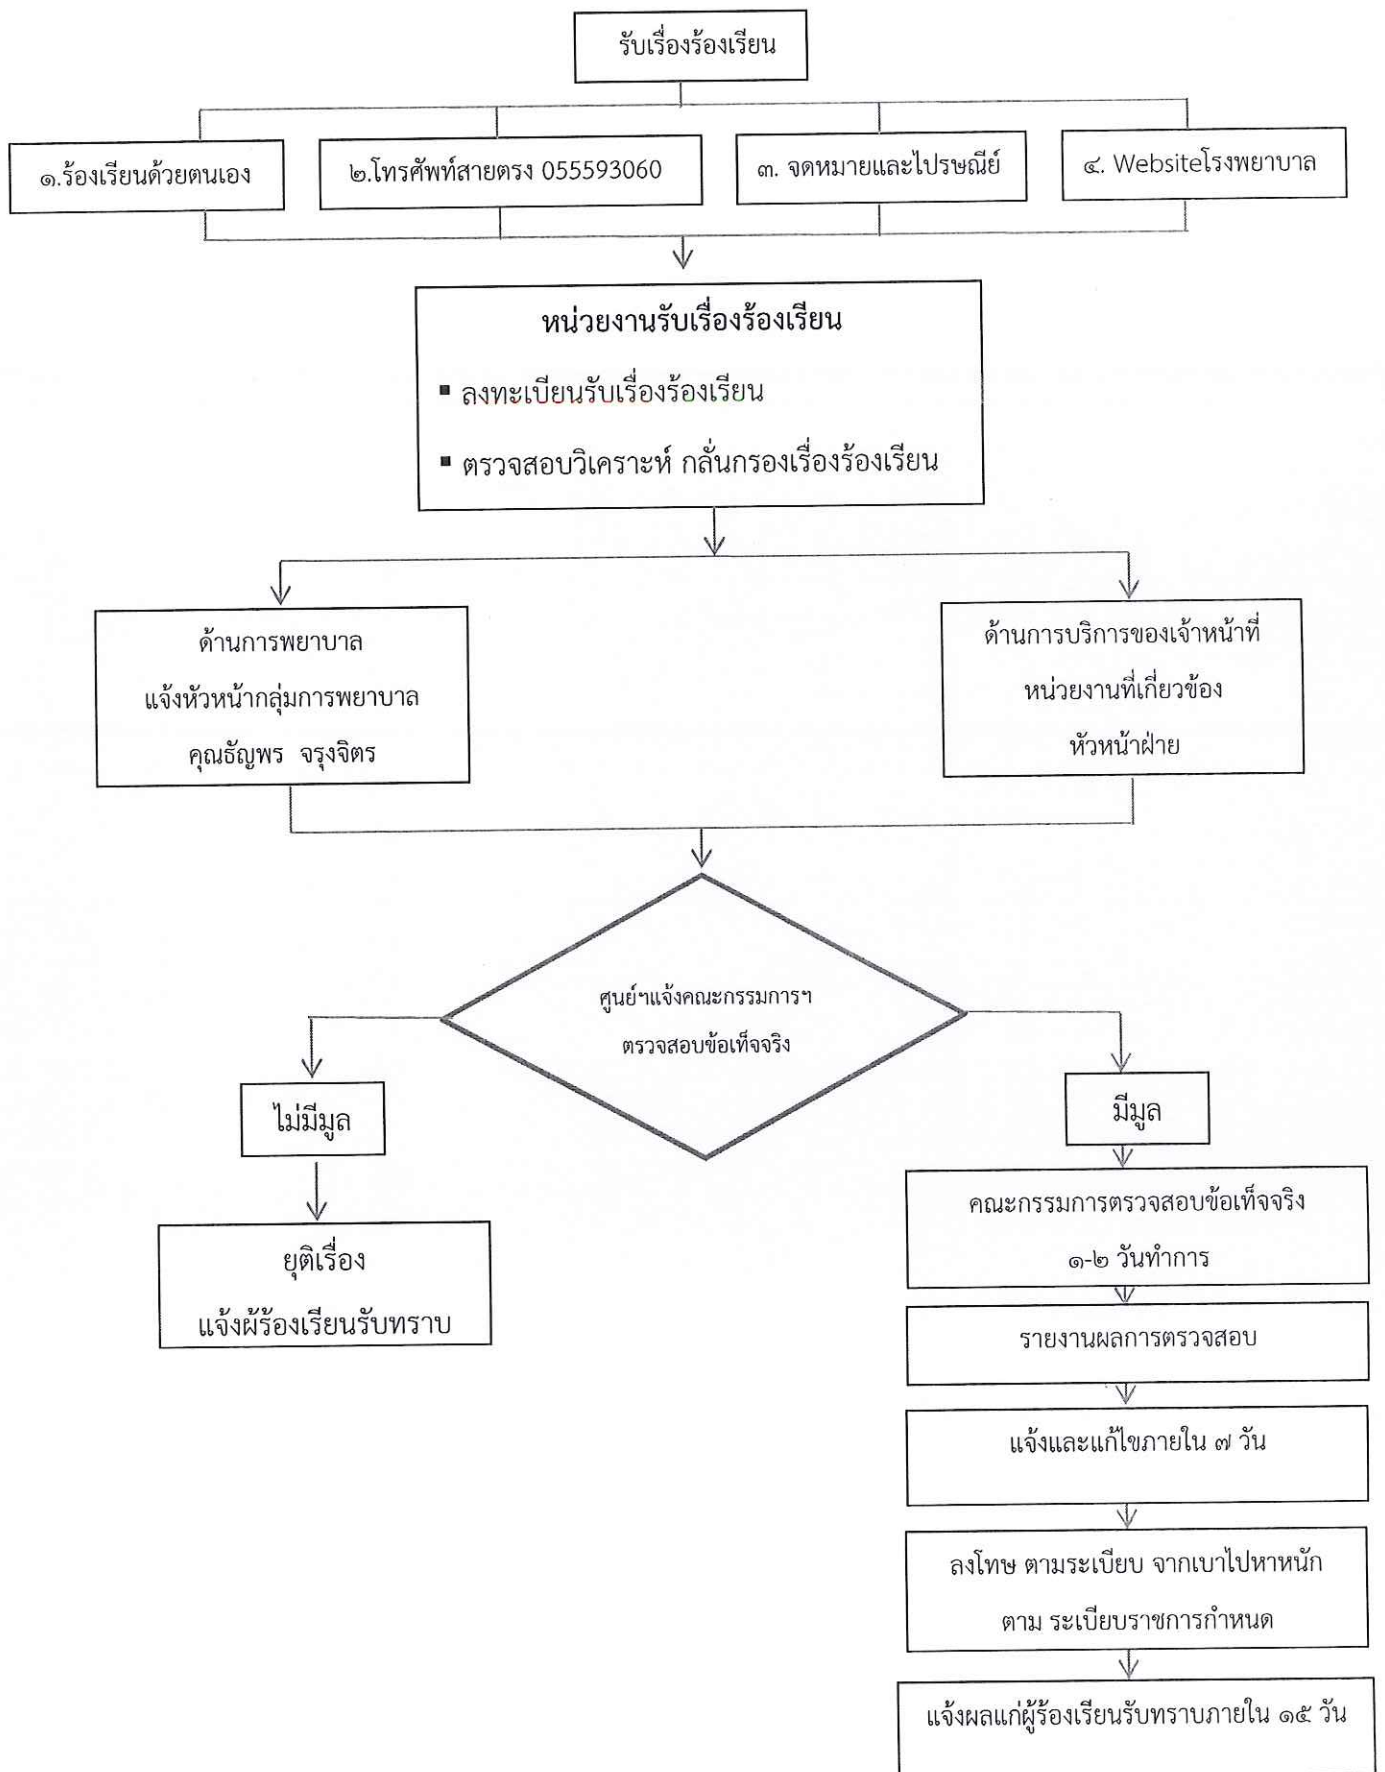 รับเรื่องร้องเรียน
๑.ร้องเรียนด้วยตนเอง
๒.โทรศัพท์สายตรง 055593060
๓. จดหมายและไปรษณีย์
๔. Websiteโรงพยาบาล
หน่วยงานรับเรื่องร้องเรียน
▪ ลงทะเบียนรับเรื่องร้องเรียน
▪ ตรวจสอบวิเคราะห์ กลั่นกรองเรื่องร้องเรียน
ด้านการพยาบาล
แจ้งหัวหน้ากลุ่มการพยาบาล
คุณธัญพร จรุงจิตร
ด้านการบริการของเจ้าหน้าที่
หน่วยงานที่เกี่ยวข้อง
หัวหน้าฝ่าย
ศูนย์ฯแจ้งคณะกรรมการฯ
ตรวจสอบข้อเท็จจริง
ไม่มีมูล
ยุติเรื่อง
แจ้งผ้ร้องเรียนรับทราบ
มีมูล
คณะกรรมการตรวจสอบข้อเท็จจริง
๑-๒ วันทำการ
รายงานผลการตรวจสอบ
แจ้งและแก้ไขภายใน ๗ วัน
ลงโทษ ตามระเบียบ จากเบาไปหาหนัก
ตาม ระเบียบราชการกำหนด
แจ้งผลแก่ผู้ร้องเรียนรับทราบภายใน ๑๕ วัน